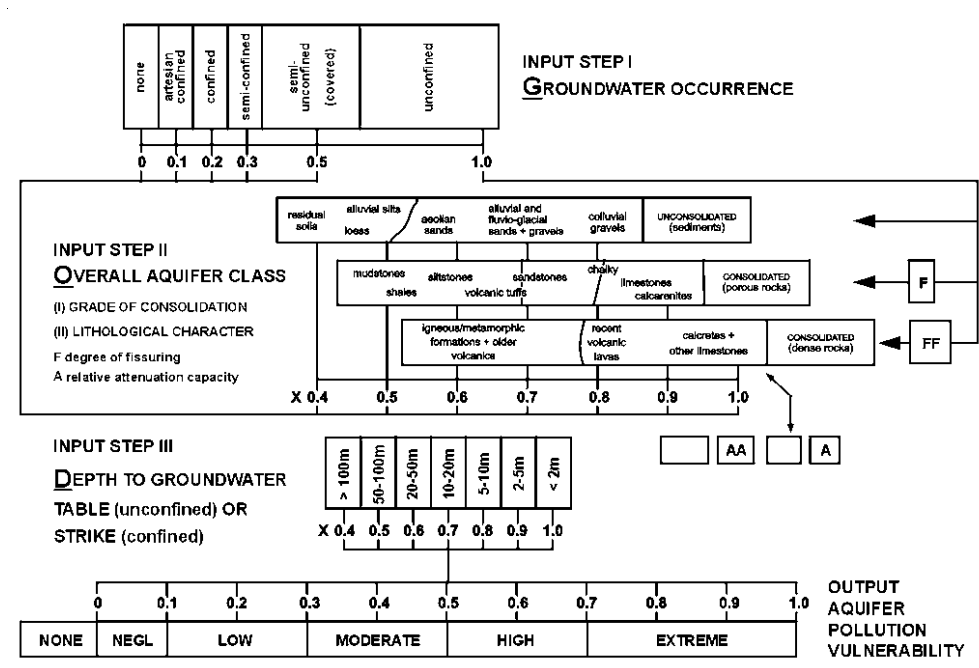 none
artesian
confined
confined
semi-confined
semi-
unconfined
(covered)
unconfined
0 0.1 0.2 0.3 0.5 1.0
INPUT STEP I
GROUNDWATER OCCURRENCE
INPUT STEP II
OVERALL AQUIFER CLASS
(I) GRADE OF CONSOLIDATION
(II) LITHOLOGICAL CHARACTER
F degree of fissuring
A relative attenuation capacity
residual
soils
alluvial silts
loess
aeolian
sands
alluvial and
fluvio-glacial
sands + gravels
colluvial
gravels
UNCONSOLIDATED
(sediments)
mudstones
shales
siltstones
volcanic tuffs
sandstones
chalky
limestones
calcarenites
CONSOLIDATED
(porous rocks)
F
igneous/metamorphic
formations + older
volcanics
recent
volcanic
lavas
calcretes +
other limestones
CONSOLIDATED
(dense rocks)
FF
X 0.4 0.5 0.6 0.7 0.8 0.9 1.0
AA
A
INPUT STEP III
DEPTH TO GROUNDWATER
TABLE (unconfined) OR
STRIKE (confined)
> 100m
50-100m
20-50m
10-20m
5-10m
2-5m
< 2m
X 0.4 0.5 0.6 0.7 0.8 0.9 1.0
0 0.1 0.2 0.3 0.4 0.5 0.6 0.7 0.8 0.9 1.0
NONE NEGL LOW MODERATE HIGH EXTREME
OUTPUT
AQUIFER
POLLUTION
VULNERABILITY